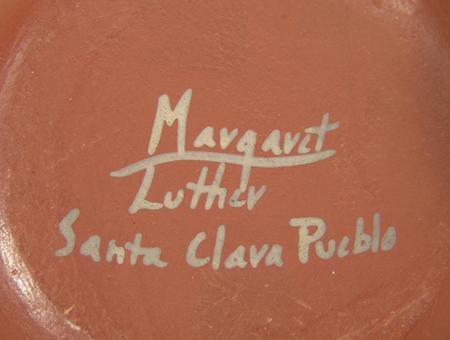 Margaret
Luther
Santa Clara Pueblo